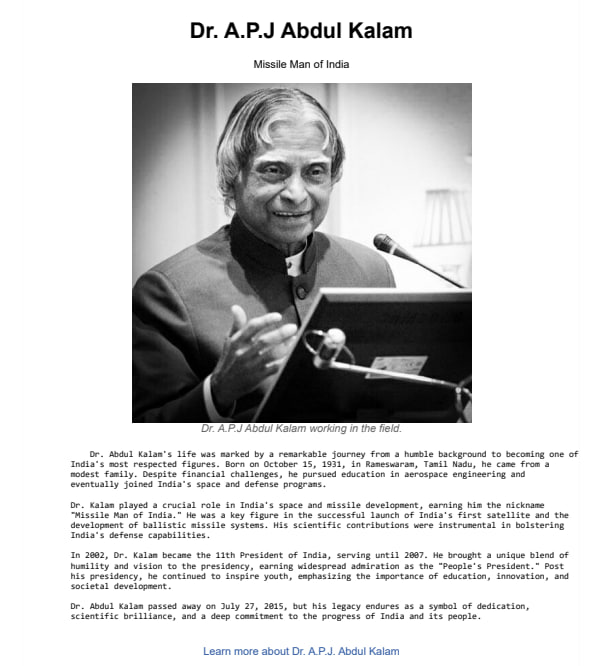 Dr. A.P.J Abdul Kalam
Missile Man of India
Dr. A.P.J Abdul Kalam working in the field.
Dr. Abdul Kalam's life was marked by a remarkable journey from a humble background to becoming one of
India's most respected figures. Born on October 15, 1931, in Rameswaram, Tamil Nadu, he came from a
modest family. Despite financial challenges, he pursued education in aerospace engineering and
eventually joined India's space and defense programs.
Dr. Kalam played a crucial role in India's space and missile development, earning him the nickname
"Missile Man of India." He was a key figure in the successful launch of India's first satellite and the
development of ballistic missile systems. His scientific contributions were instrumental in bolstering
India's defense capabilities.
In 2002, Dr. Kalam became the 11th President of India, serving until 2007. He brought a unique blend of
humility and vision to the presidency, earning widespread admiration as the "People's President." Post
his presidency, he continued to inspire youth, emphasizing the importance of education, innovation, and
societal development.
Dr. Abdul Kalam passed away on July 27, 2015, but his legacy endures as a symbol of dedication,
scientific brilliance, and a deep commitment to the progress of India and its people.
Learn more about Dr. A.P.J. Abdul Kalam